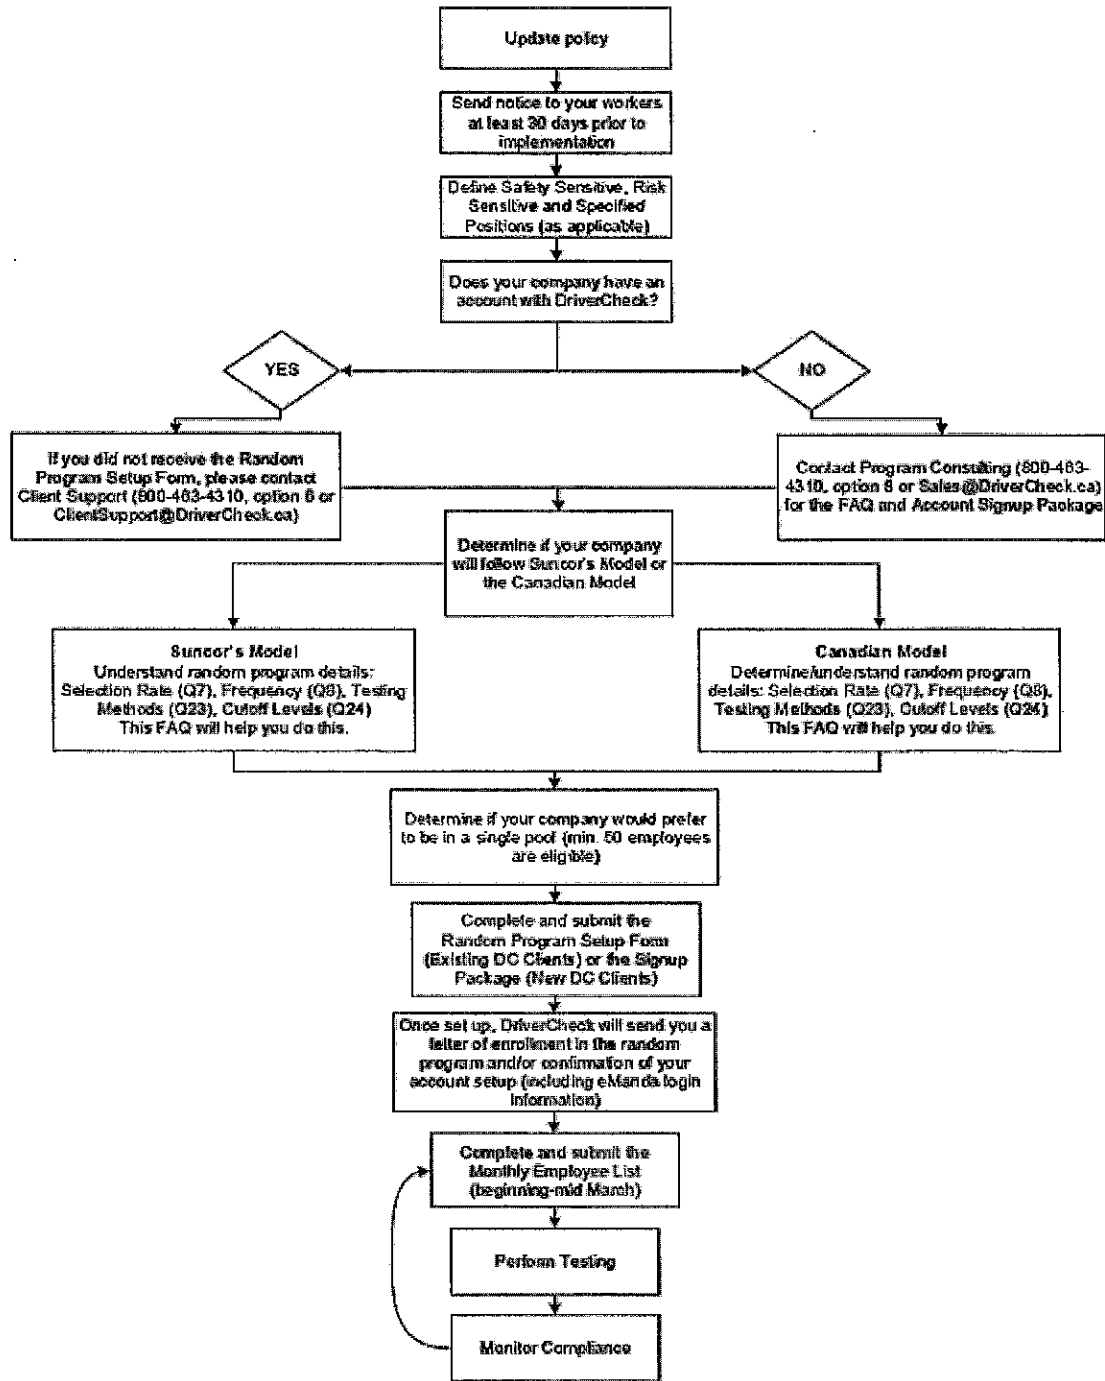 Update policy
Send notice to your workers
at least 30 days prior to
implementation
Define Safety Sensitive, Risk
Sensitive and Specified
Positions (as applicable)
Does your company have an
account with DriverCheck?
YES
NO
If you did not receive the Random
Program Setup Form, please contact
Client Support (800-463-4310, option 6 or
ClientSupport@DriverCheck.ca)
Contact Program Consulting (800-463-
4310, option 8 or Sales@DriverCheck.ca)
for the FAQ and Account Signup Package
Determine if your company
will follow Suncor's Model or
the Canadian Model
Suncor's Model
Understand random program details:
Selection Rate (Q7), Frequency (Q8), Testing
Methods (Q23), Cutoff Levels (Q24)
This FAQ will help you do this.
Canadian Model
Determine/understand random program
details: Selection Rate (Q7), Frequency (Q8),
Testing Methods (Q23), Cutoff Levels (Q24)
This FAQ will help you do this.
Determine if your company would prefer
to be in a single pool (min. 50 employees
are eligible)
Complete and submit the
Random Program Setup Form
(Existing DC Clients) or the Signup
Package (New DC Clients)
Once set up, DriverCheck will send you a
letter of enrollment in the random
program and/or confirmation of your
account setup (including eManda login
information)
Complete and submit the
Monthly Employee List
(beginning-mid March)
Perform Testing
Monitor Compliance